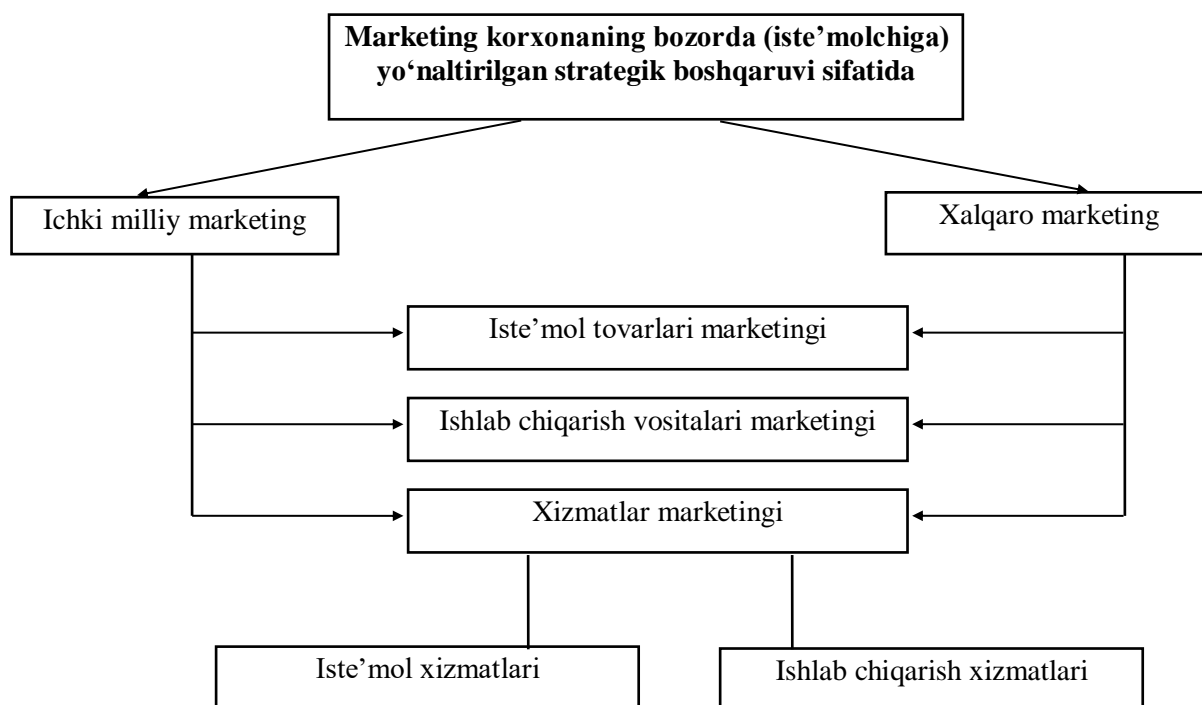 Marketing korxonaning bozorda (iste’molchiga)
yo‘naltirilgan strategik boshqaruvi sifatida
Ichki milliy marketing
Xalqaro marketing
Iste’mol tovarlari marketingi
Ishlab chiqarish vositalari marketingi
Xizmatlar marketingi
Iste’mol xizmatlari
Ishlab chiqarish xizmatlari